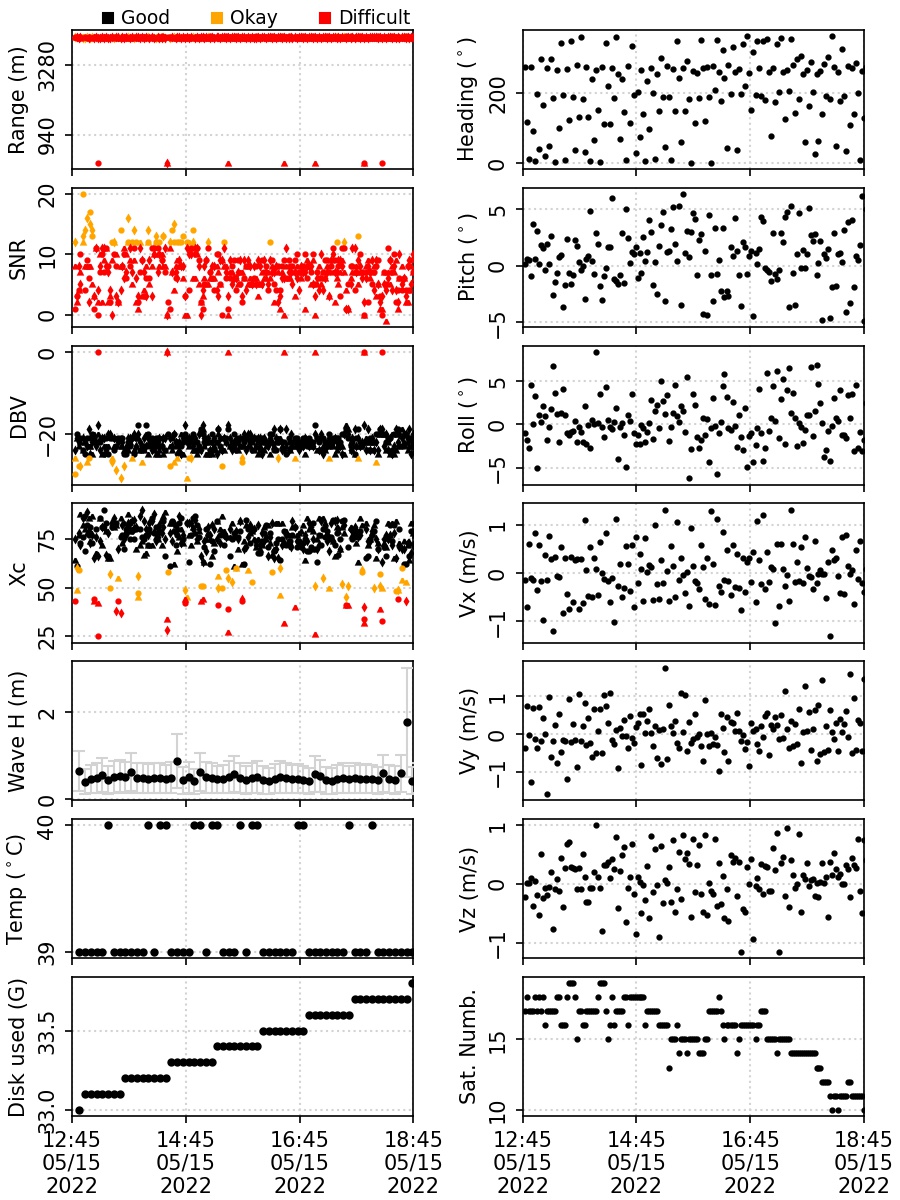 Good Okay Difficult
Range (m)
3280
940
Heading (°)
200
0
SNR
20
10
0
Pitch (°)
5
0
−5
DBV
0
−20
Roll (°)
5
0
−5
Xc
75
50
25
Vx (m/s)
1
0
−1
Wave H (m)
2
0
Vy (m/s)
1
0
−1
Temp (°C)
40
39
Vz (m/s)
1
0
−1
Disk used (G)
33.5
33.0
Sat. Numb.
15
10
12:45 14:45 16:45 18:45
05/15 05/15 05/15 05/15
2022 2022 2022 2022
12:45 14:45 16:45 18:45
05/15 05/15 05/15 05/15
2022 2022 2022 2022